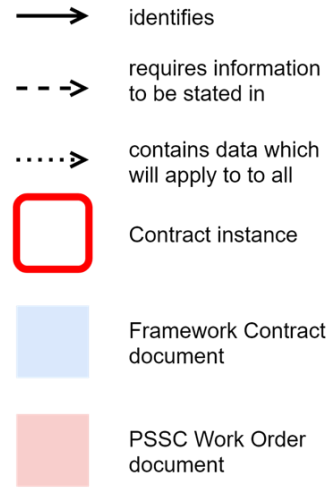 identifies
requires information
to be stated in
contains data which
will apply to to all
Contract instance
Framework Contract
document
PSSC Work Order
document